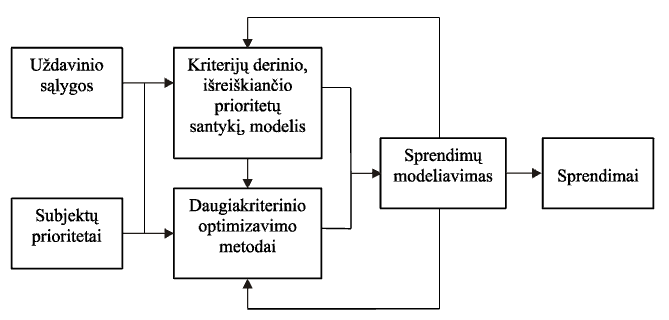 Uždavinio
sąlygos
Kriterijų derinio,
išreiškiančio
prioritetų
santykį, modelis
Subjektų
prioritetai
Daugiakriterinio
optimizavimo
metodai
Sprendimų
modeliavimas
Sprendimai